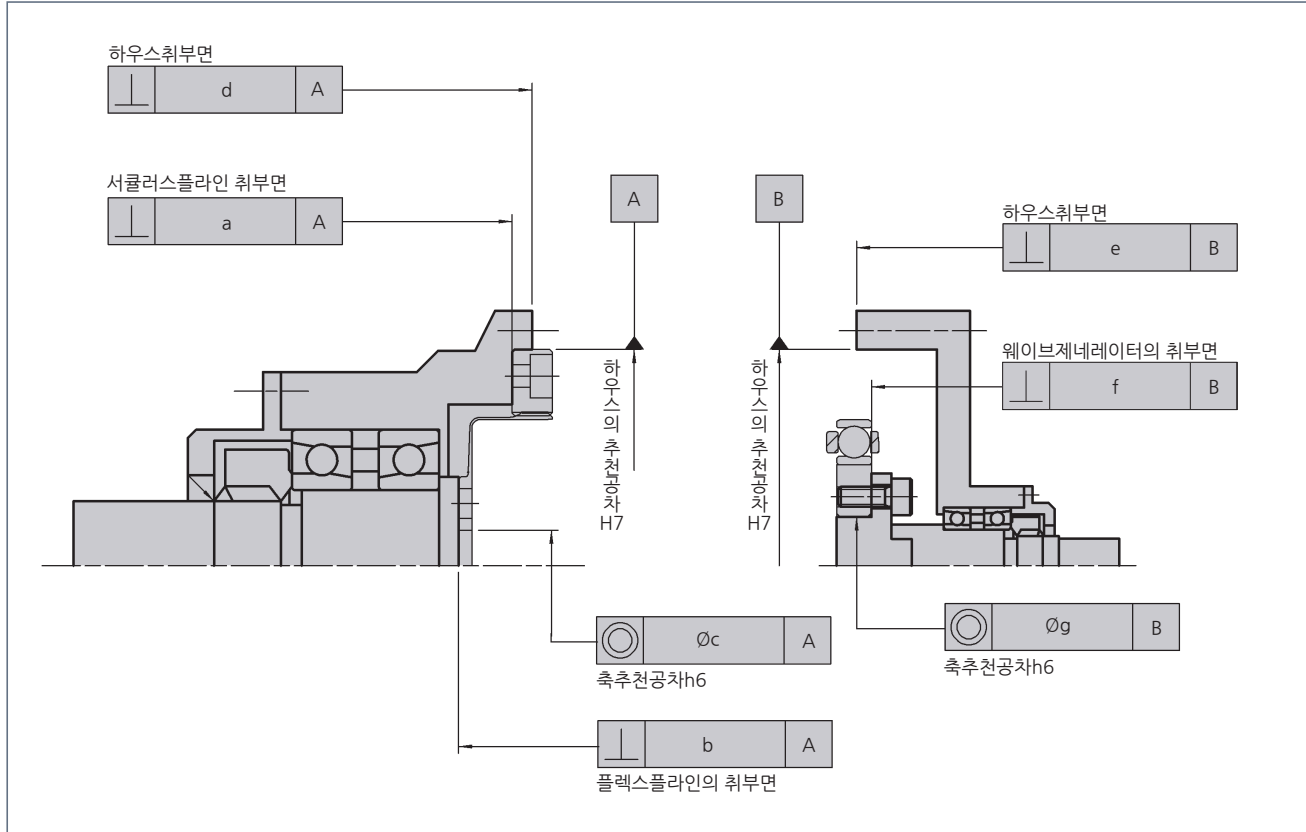 하우스취부면
d A
서큘러스플라인 취부면
a A
A
B
하우스취부면
e B
웨이브제네레이터의 취부면
f B
하우스의 추천공차 H7
하우스의 추천공차 H7
Øc A
축추천공차h6
Øg B
축추천공차h6
b A
플렉스플라인의 취부면